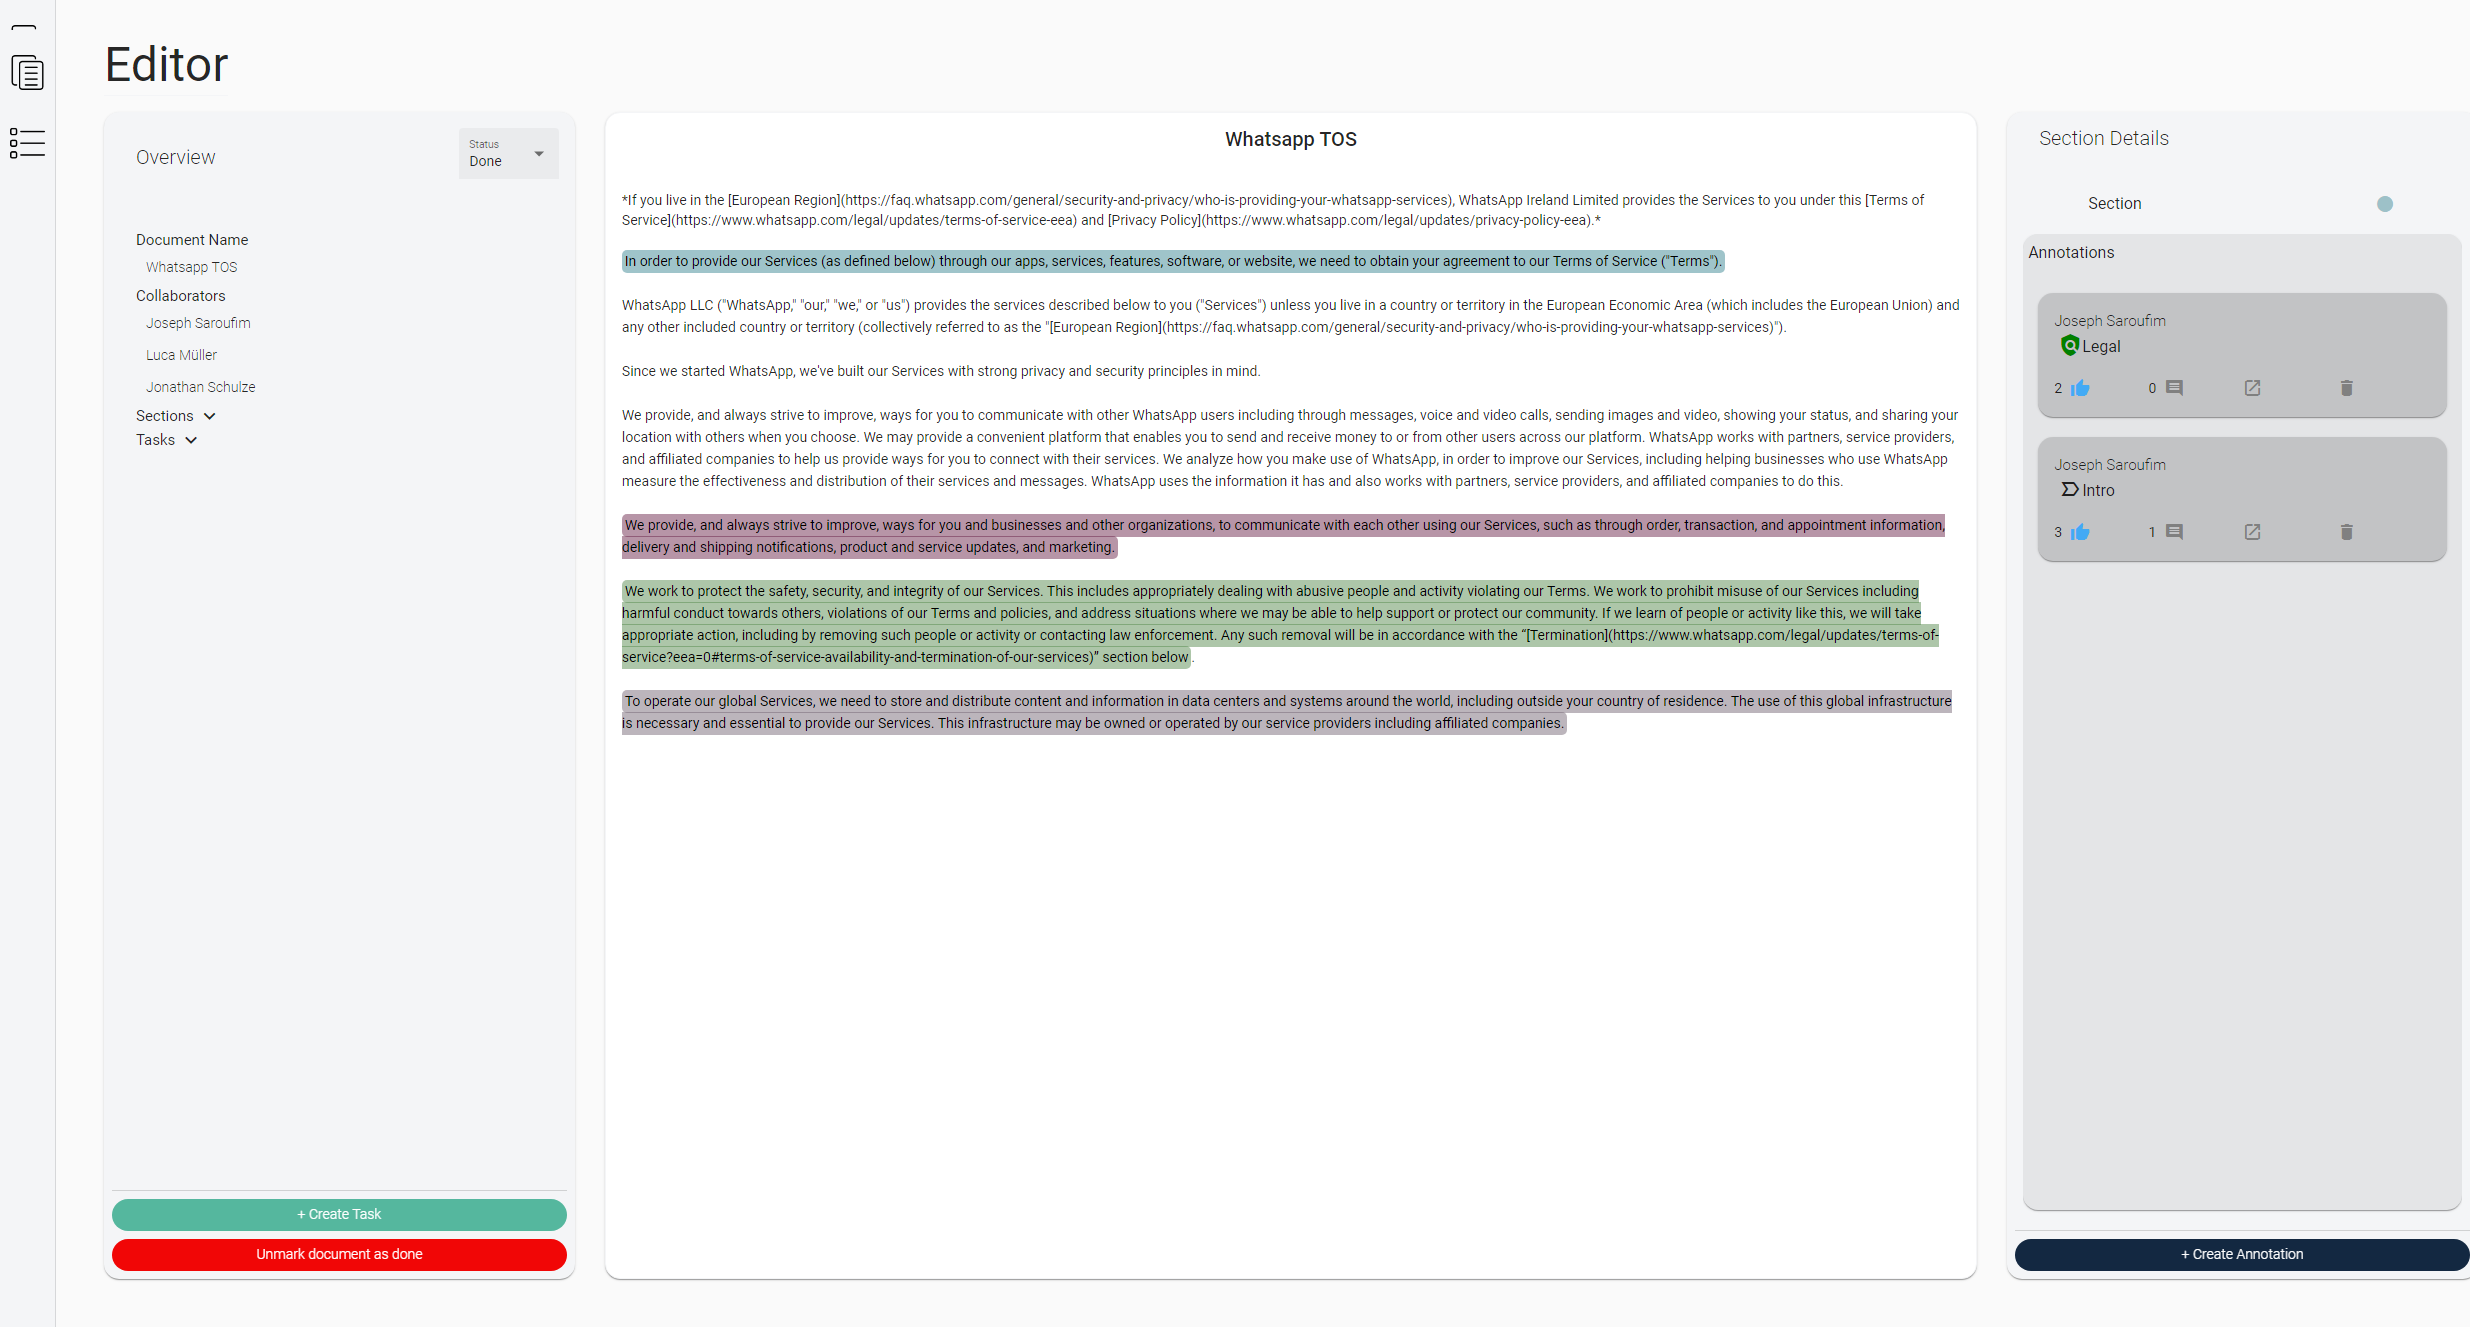 Editor
Overview
Status
Done
Document Name
Whatsapp TOS
Collaborators
Joseph Saroufim
Luca Müller
Jonathan Schulze
Sections
Tasks
+ Create Task
Unmark document as done
Whatsapp TOS
*If you live in the [European Region](https://faq.whatsapp.com/general/security-and-privacy/who-is-providing-your-whatsapp-services), WhatsApp Ireland Limited provides the Services to you under this [Terms of
Service](https://www.whatsapp.com/legal/updates/terms-of-service-eea) and [Privacy Policy](https://www.whatsapp.com/legal/updates/privacy-policy-eea).*
In order to provide our Services (as defined below) through our apps, services, features, software, or website, we need to obtain your agreement to our Terms of Service ("Terms").
WhatsApp LLC ("WhatsApp," "our," "we," or "us") provides the services described below to you ("Services") unless you live in a country or territory in the European Economic Area (which includes the European Union) and
any other included country or territory (collectively referred to as the "[European Region](https://faq.whatsapp.com/general/security-and-privacy/who-is-providing-your-whatsapp-services)").
Since we started WhatsApp, we've built our Services with strong privacy and security principles in mind.
We provide, and always strive to improve, ways for you to communicate with other WhatsApp users including through messages, voice and video calls, sending images and video, showing your status, and sharing your
location with others when you choose. We may provide a convenient platform that enables you to send and receive money to or from other users across our platform. WhatsApp works with partners, service providers,
and affiliated companies to help us provide ways for you to connect with their services. We analyze how you make use of WhatsApp, in order to improve our Services, including helping businesses who use WhatsApp
measure the effectiveness and distribution of their services and messages. WhatsApp uses the information it has and also works with partners, service providers, and affiliated companies to do this.
We provide, and always strive to improve, ways for you and businesses and other organizations, to communicate with each other using our Services, such as through order, transaction, and appointment information,
delivery and shipping notifications, product and service updates, and marketing.
We work to protect the safety, security, and integrity of our Services. This includes appropriately dealing with abusive people and activity violating our Terms. We work to prohibit misuse of our Services including
harmful conduct towards others, violations of our Terms and policies, and address situations where we may be able to help support or protect our community. If we learn of people or activity like this, we will take
appropriate action, including by removing such people or activity or contacting law enforcement. Any such removal will be in accordance with the “[Termination](https://www.whatsapp.com/legal/updates/terms-of-
service?eea=0#terms-of-service-availability-and-termination-of-our-services)” section below.
To operate our global Services, we need to store and distribute content and information in data centers and systems around the world, including outside your country of residence. The use of this global infrastructure
is necessary and essential to provide our Services. This infrastructure may be owned or operated by our service providers including affiliated companies.
Section Details
Section
Annotations
Joseph Saroufim
Legal
2 0
Joseph Saroufim
Intro
3 1
+ Create Annotation